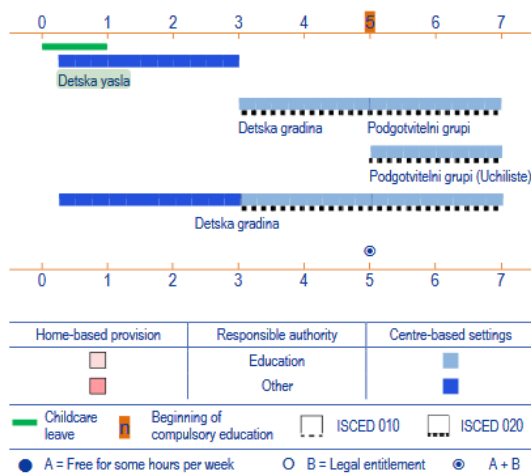 0 1 2 3 4 5 6 7
Detska yasla
Detska gradina Podgotvitelni grupi
Podgotvitelni grupi (Uchiliste)
Detska gradina
0 1 2 3 4 5 6 7
Home-based provision Responsible authority Centre-based settings
Education
Other
Childcare leave n Beginning of compulsory education ISCED 010 ISCED 020
A = Free for some hours per week B = Legal entitlement A + B